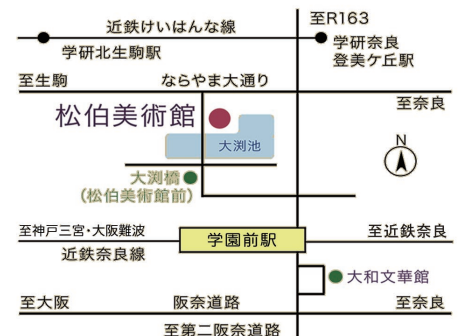 至R163
近鉄けいはんな線
学研北生駒駅
学研奈良
登美ケ丘駅
至生駒
ならやま大通り
至奈良
松伯美術館
大渕池
N
大渕橋
(松伯美術館前)
至神戸三宮・大阪難波
学園前駅
至近鉄奈良
近鉄奈良線
大和文華館
至大阪
阪奈道路
至奈良
至第二阪奈道路